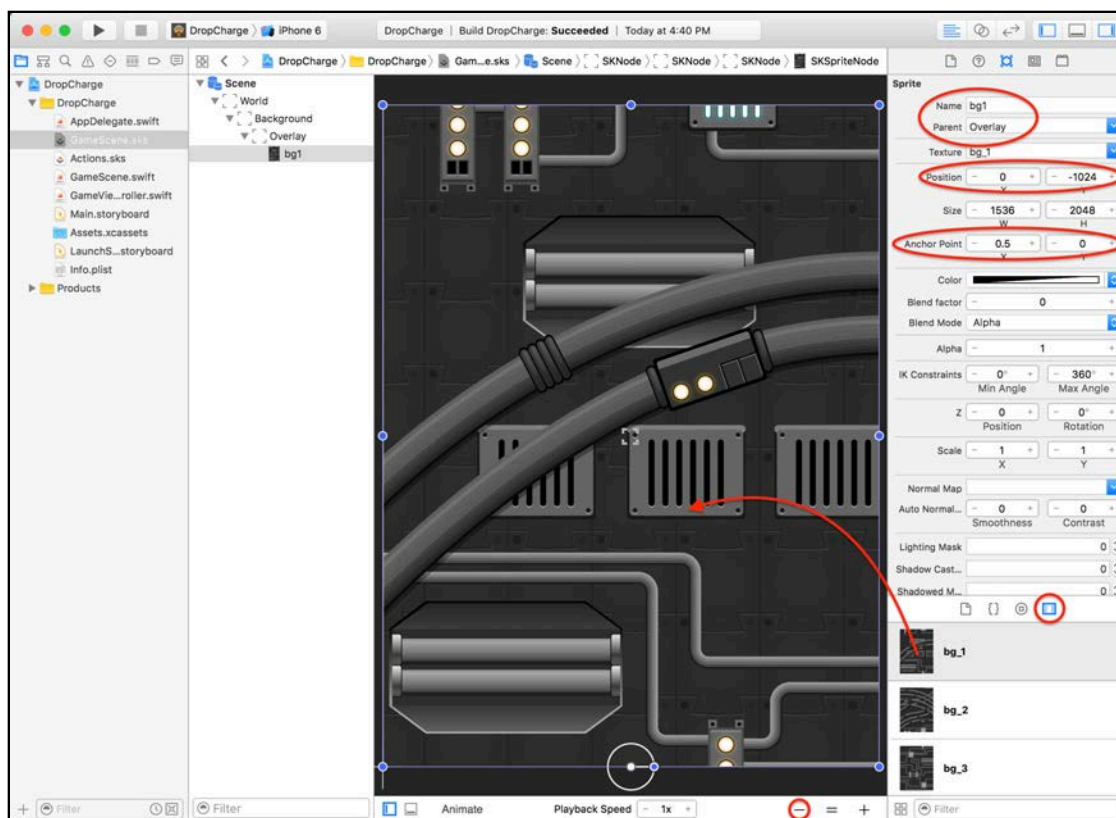 DropCharge iPhone 6 DropCharge | Build DropCharge: Succeeded | Today at 4:40 PM
DropCharge DropCharge Gam...e.sks Scene SKNode SKNode SKNode SKSpriteNode
DropCharge
DropCharge
AppDelegate.swift
GameScene.sks
Actions.sks
GameScene.swift
GameVie...roller.swift
Main.storyboard
Assets.xcassets
LaunchS...storyboard
Info.plist
Products
Scene
World
Background
Overlay
bg1
Sprite
Name bg1
Parent Overlay
Texture bg_1
Position - 0 + - -1024 +
X Y
Size - 1536 + - 2048 +
W H
Anchor Point - 0.5 + - 0 +
X Y
Color
Blend factor - 0 +
Blend Mode Alpha
Alpha - 1 +
IK Constraints - 0° + - 360° +
Min Angle Max Angle
Z - 0 + - 0° +
Position Rotation
Scale - 1 + - 1 +
X Y
Normal Map
Auto Normal... - 0 + - 0 +
Smoothness Contrast
Lighting Mask 0
Shadow Cast... 0
Shadowed M... 0
bg_1
bg_2
bg_3
+ Filter Filter Animate Playback Speed - 1x + - = + Filter